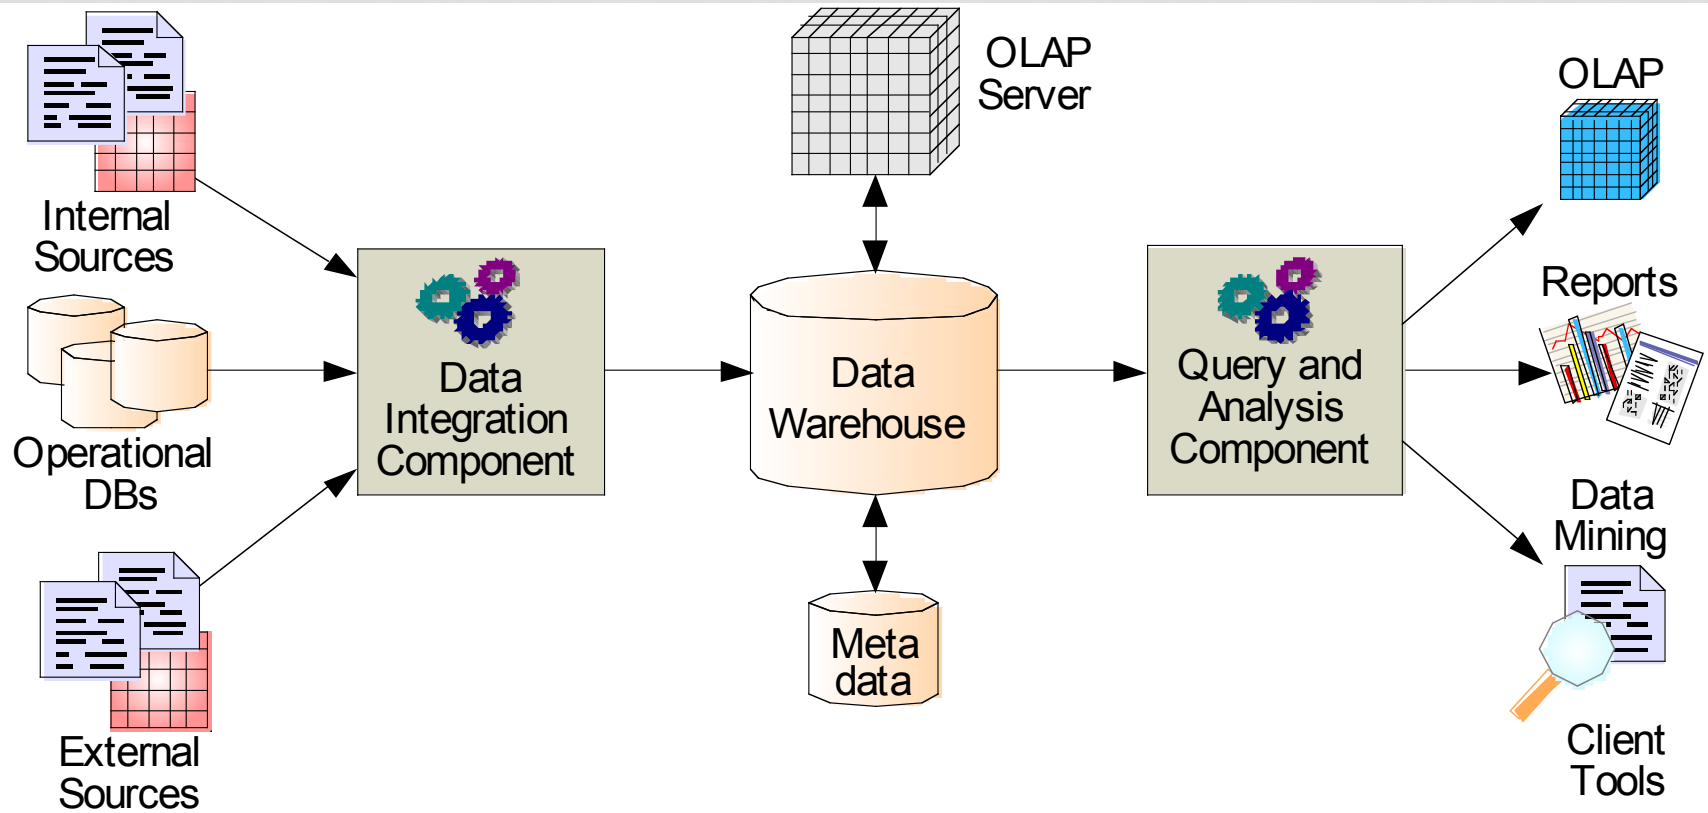 Internal
Sources
Operational
DBs
External
Sources
Data
Integration
Component
OLAP
Server
Data
Warehouse
Meta
data
Query and
Analysis
Component
OLAP
Reports
Data
Mining
Client
Tools